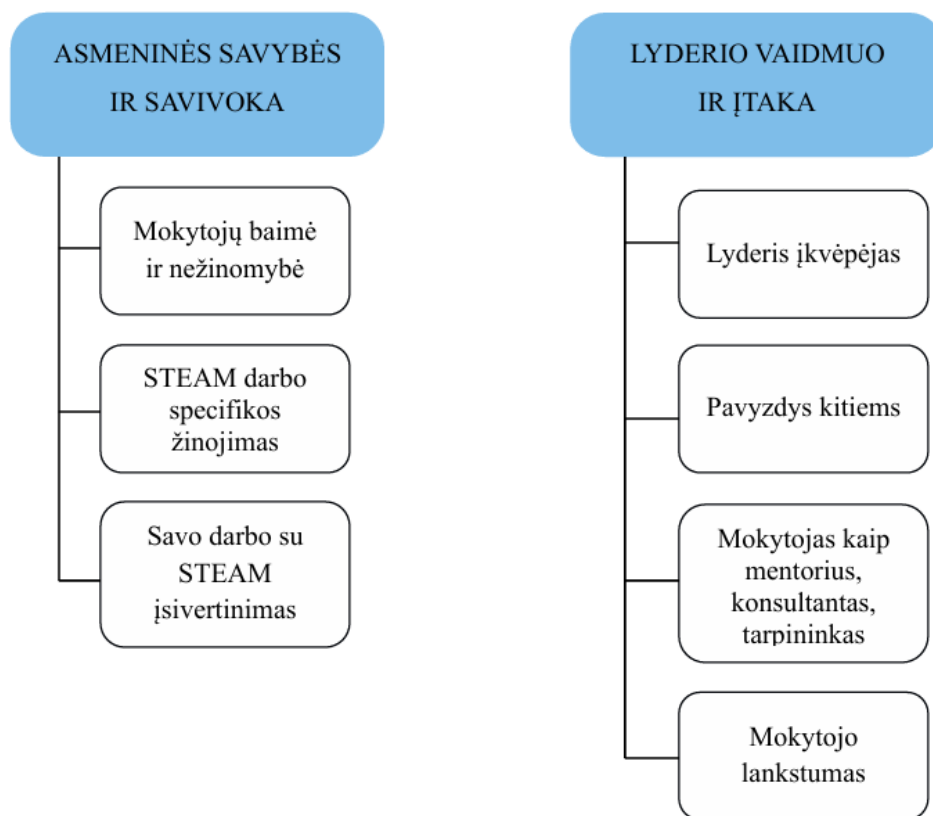 ASMENINĖS SAVYBĖS
IR SAVIVOKA
Mokytojų baimė
ir nežinomybė
STEAM darbo
specifikos
žinojimas
Savo darbo su
STEAM
įsivertinimas
LYDERIO VAIDMUO
IR ĮTAKA
Lyderis įkvėpėjas
Pavyzdys kitiems
Mokytojas kaip
mentorius,
konsultantas,
tarpininkas
Mokytojo
lankstumas